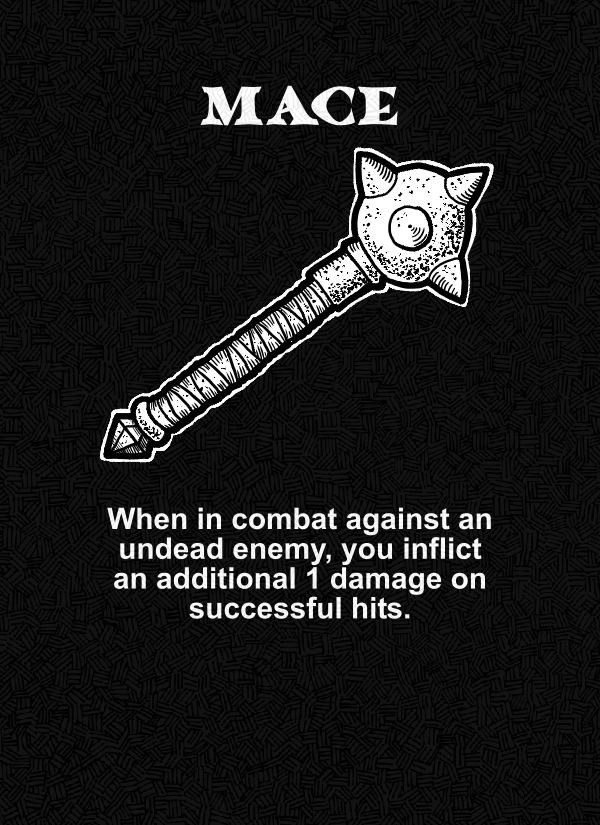 MACE
When in combat against an
undead enemy, you inflict
an additional 1 damage on
successful hits.